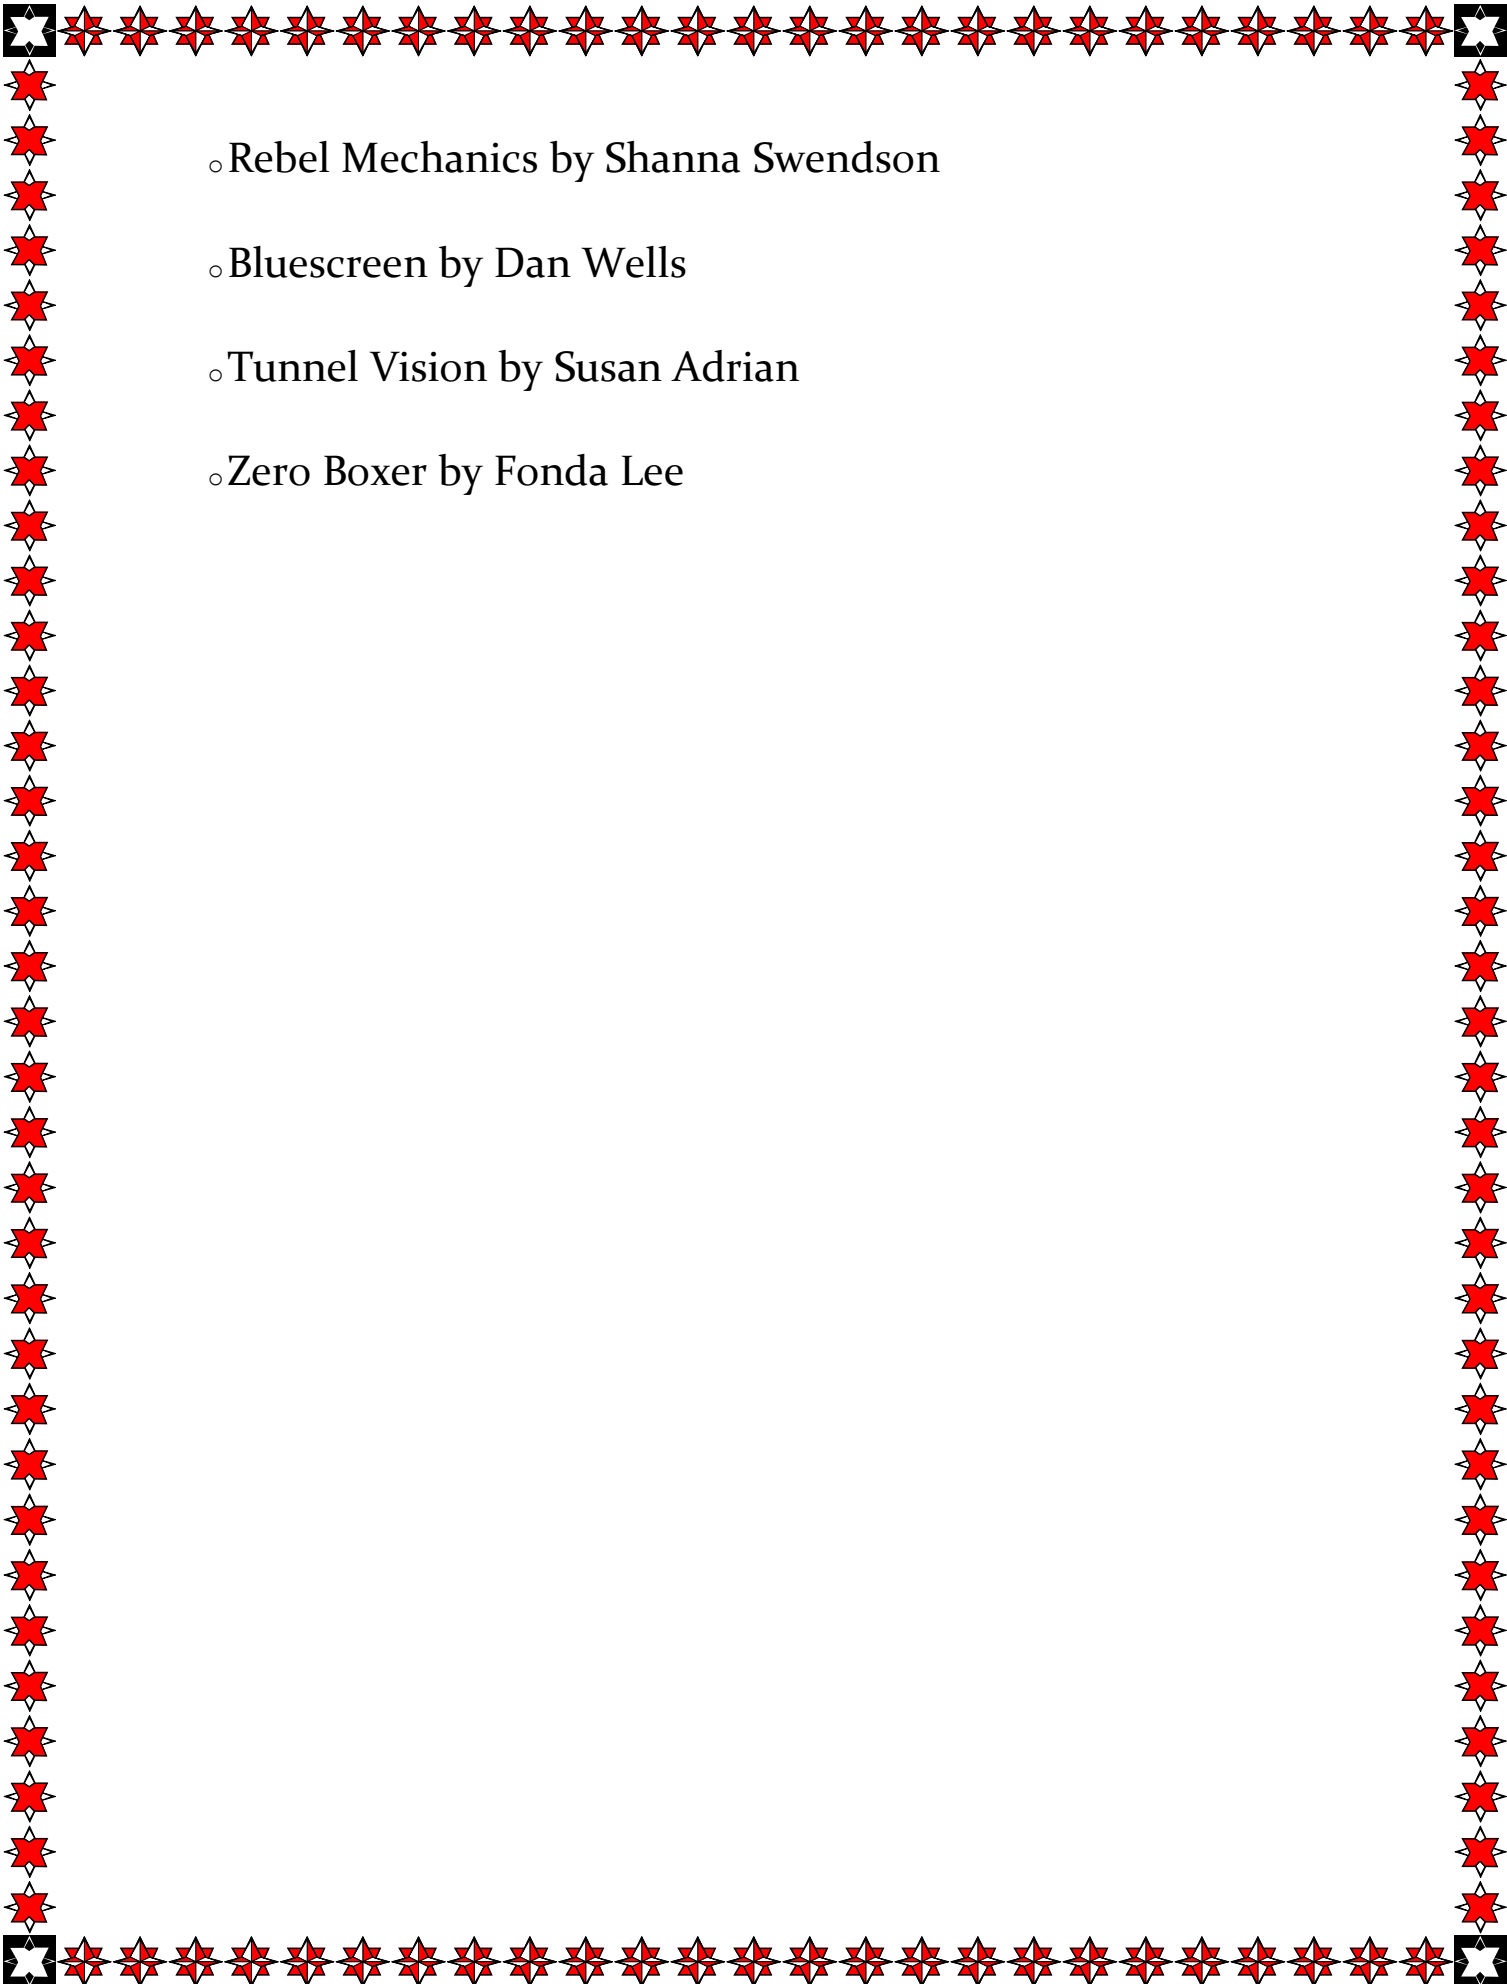 ○Rebel Mechanics by Shanna Swendson
○Bluescreen by Dan Wells
○Tunnel Vision by Susan Adrian
○Zero Boxer by Fonda Lee